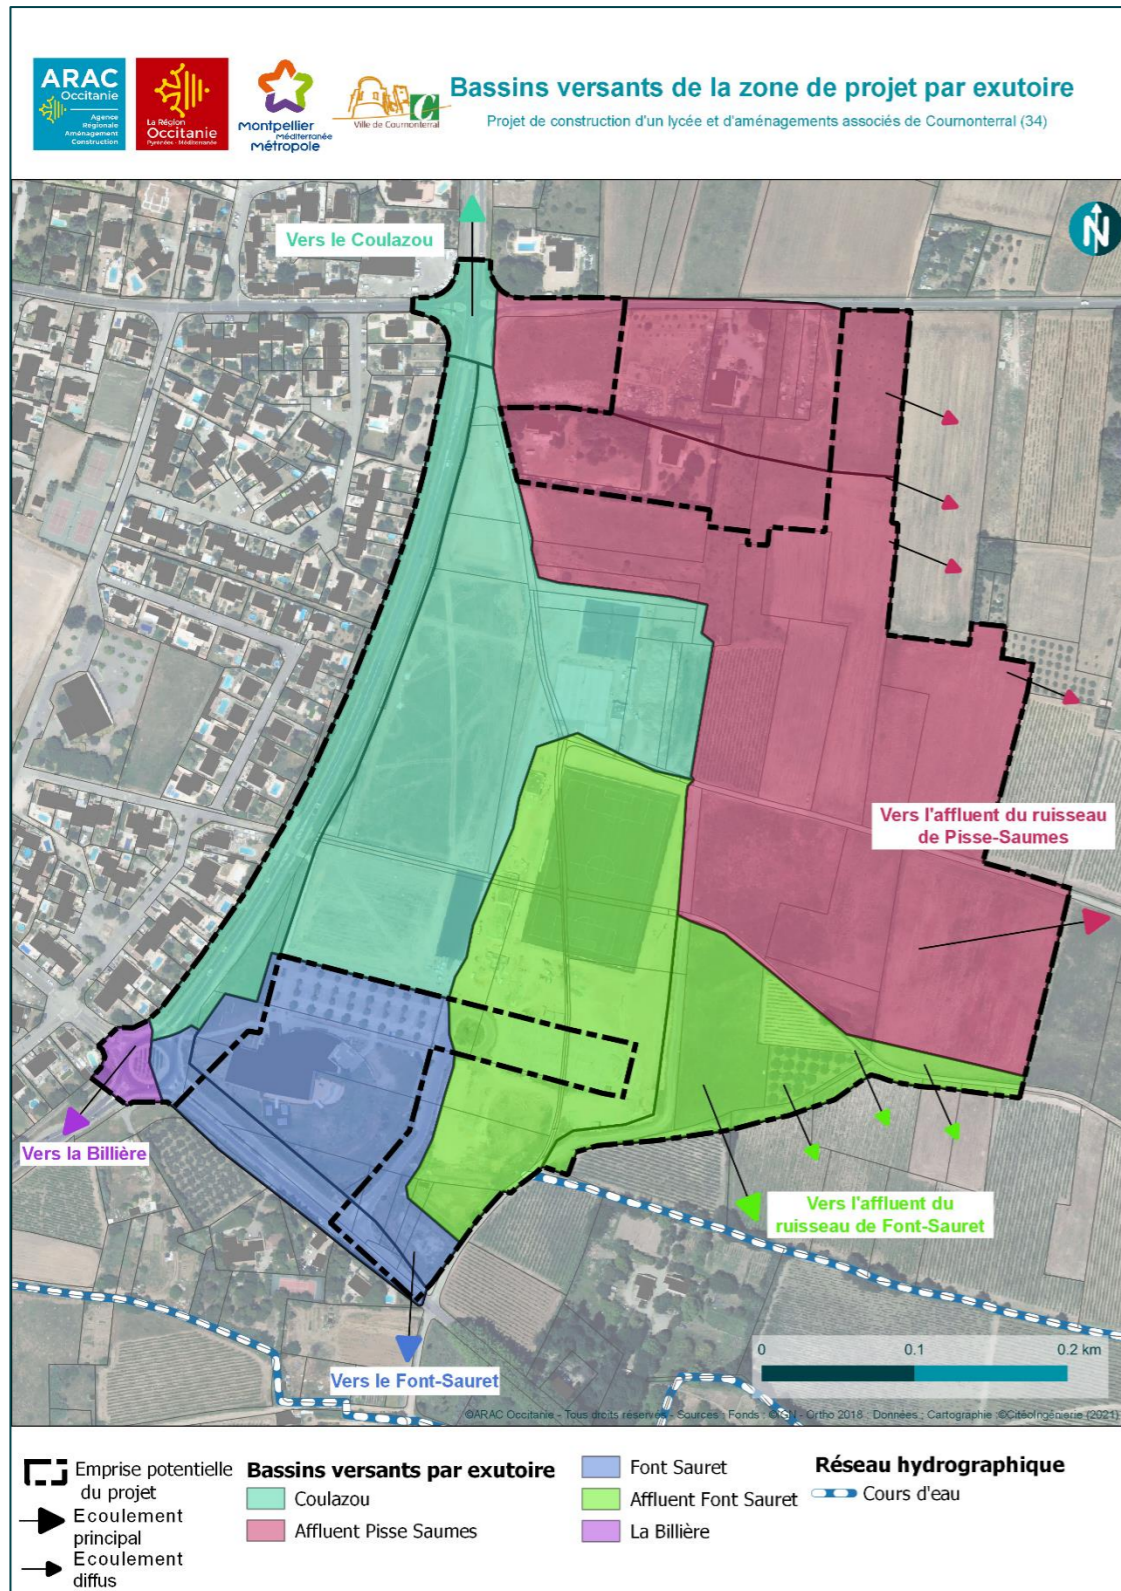 ARAC
Occitanie
Agence
Régionale
Aménagement
Construction
La Région
Occitanie
Pyrénées - Méditerranée
montpellier
Méditerranée
métropole
Ville de Cournonterral
Bassins versants de la zone de projet par exutoire
Projet de construction d'un lycée et d'aménagements associés de Cournonterral (34)
Vers le Coulazou
N
Vers l'affluent du ruisseau
de Pisse-Saumes
Vers la Billière
Vers l'affluent du
ruisseau de Font-Sauret
Vers le Font-Sauret
0 0.1 0.2 km
©ARAC Occitanie - Tous droits réservés - Sources : Fonds : ©IGN - Ortho 2018 ; Données ; Cartographie : ©CitéoIngénierie (2021)
Emprise potentielle
du projet
Ecoulement
principal
Ecoulement
diffus
Bassins versants par exutoire
Coulazou
Affluent Pisse Saumes
Font Sauret
Affluent Font Sauret
La Billière
Réseau hydrographique
Cours d'eau